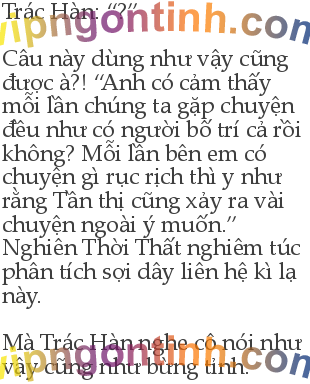 Trác Hàn: “?”
vipngontinh.com
Câu này dùng như vậy cũng
được à?! “Anh có cảm thấy
mỗi lần chúng ta gặp chuyện
đều như có người bố trí cả rồi
không? Mỗi lần bên em có
chuyện gì rục rịch thì y như
rằng Tần thị cũng xảy ra vài
chuyện ngoài ý muốn.”
Nghiên Thời Thất nghiêm túc
phân tích sợi dây liên hệ kì lạ
này.
Mà Trác Hàn nghe cô nói như
vậy cũng như bừng tỉnh.
vipngontinh.com